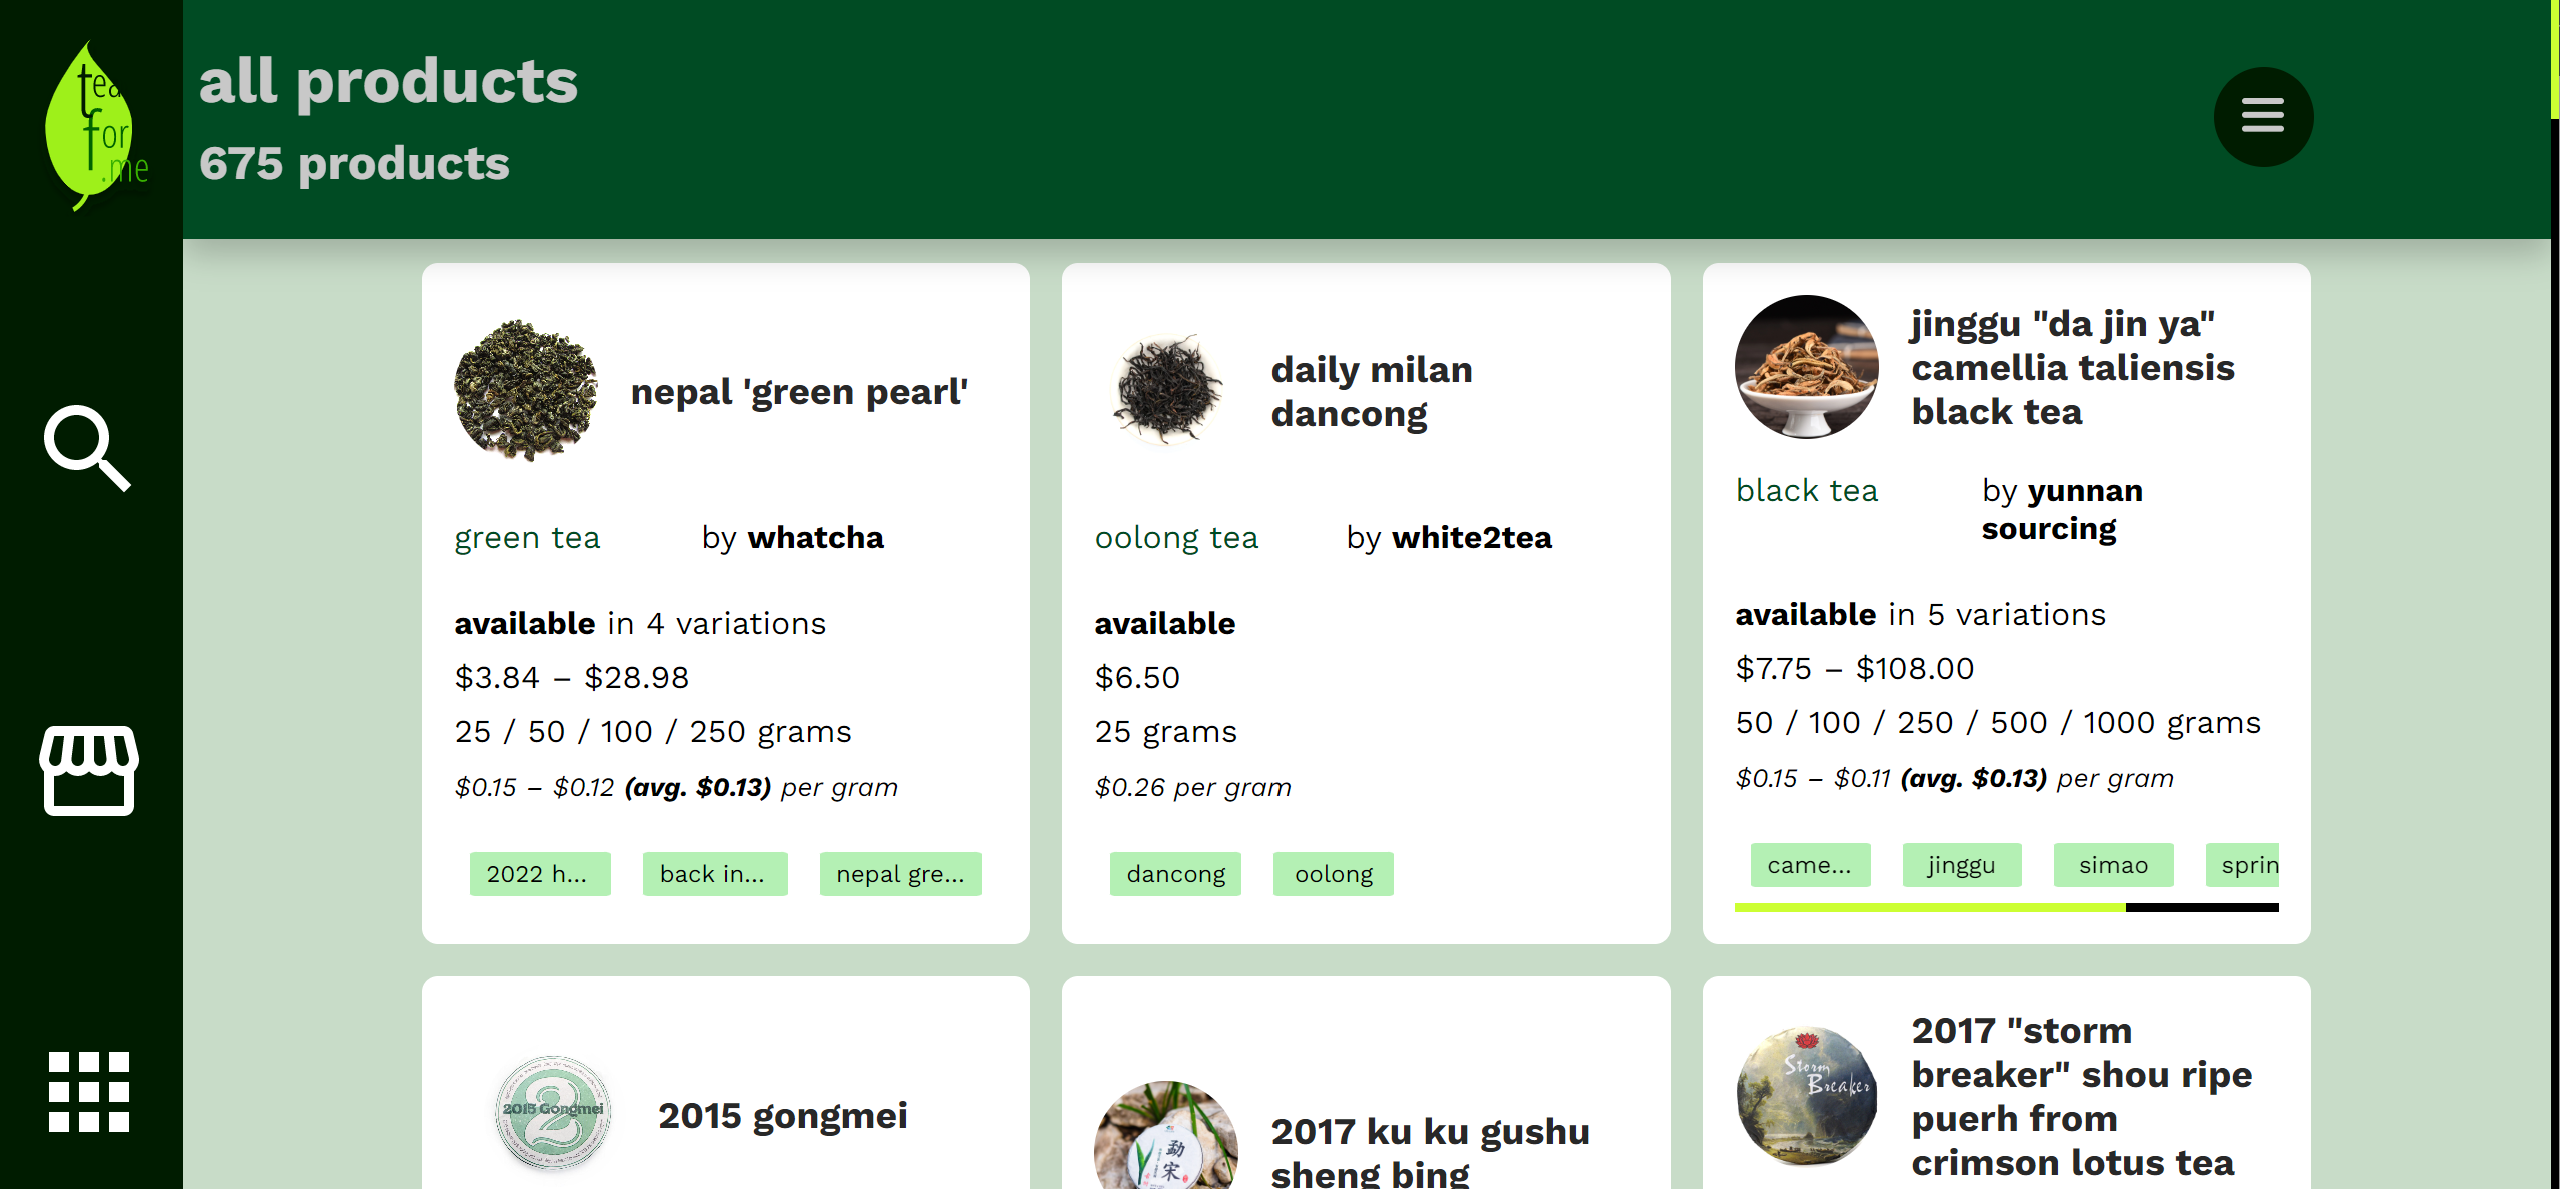 tea
for
.me
all products
675 products
nepal 'green pearl'
green tea
by whatcha
available in 4 variations
$3.84 – $28.98
25 / 50 / 100 / 250 grams
$0.15 – $0.12 (avg. $0.13) per gram
2022 h...
back in...
nepal gre...
daily milan
dancong
oolong tea
by white2tea
available
$6.50
25 grams
$0.26 per gram
dancong
oolong
jinggu "da jin ya"
camellia taliensis
black tea
black tea
by yunnan
sourcing
available in 5 variations
$7.75 – $108.00
50 / 100 / 250 / 500 / 1000 grams
$0.15 – $0.11 (avg. $0.13) per gram
came...
jinggu
simao
sprin
2015 Gongmei
2
2015 gongmei
勐
宋
2017 ku ku gushu
sheng bing
Storm
Breaker
2017 "storm
breaker" shou ripe
puerh from
crimson lotus tea